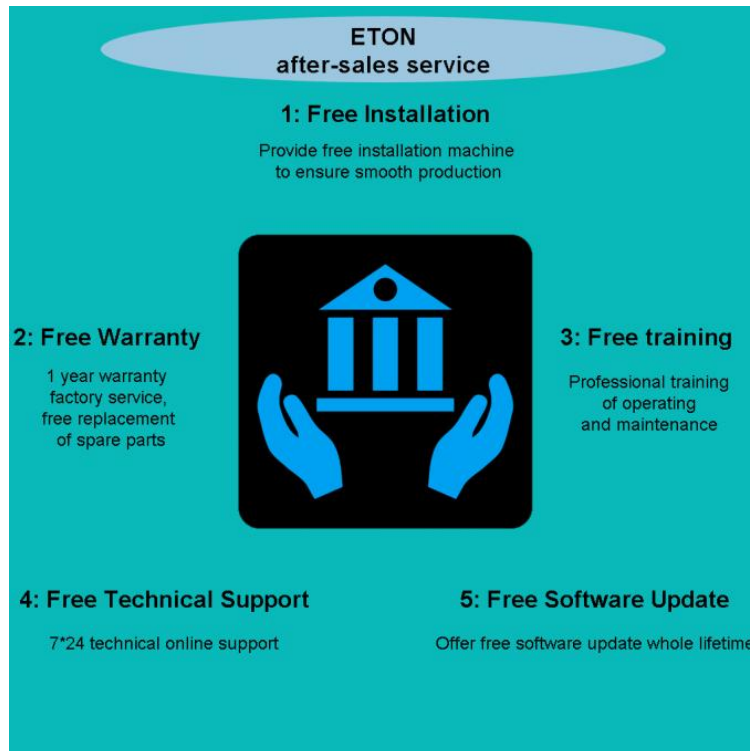 ETON
after-sales service
1: Free Installation
Provide free installation machine
to ensure smooth production
2: Free Warranty
1 year warranty
factory service,
free replacement
of spare parts
3: Free training
Professional training
of operating
and maintenance
4: Free Technical Support
7*24 technical online support
5: Free Software Update
Offer free software update whole lifetime